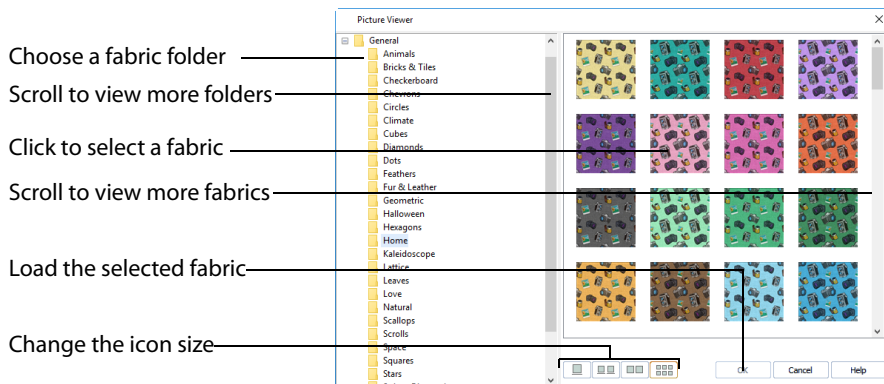 Picture Viewer
Choose a fabric folder
Scroll to view more folders
Click to select a fabric
Scroll to view more fabrics
Load the selected fabric
Change the icon size
General
Animals
Bricks & Tiles
Checkerboard
Chevrons
Circles
Climate
Cubes
Diamonds
Dots
Feathers
Fur & Leather
Geometric
Halloween
Hexagons
Home
Kaleidoscope
Lattice
Leaves
Love
Natural
Scallops
Scrolls
Space
Squares
Stars
OK
Cancel
Help